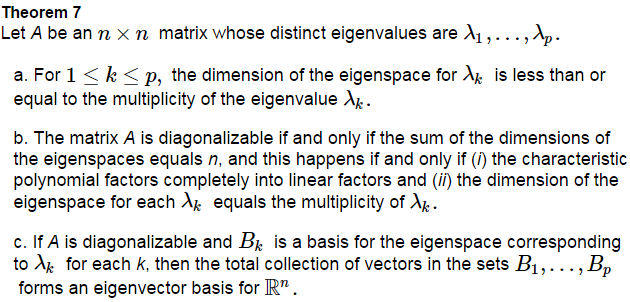 Theorem 7
Let A be an n × n matrix whose distinct eigenvalues are λ₁,...,λₚ.
a. For 1 ≤ k ≤ p, the dimension of the eigenspace for λₖ is less than or
equal to the multiplicity of the eigenvalue λₖ.
b. The matrix A is diagonalizable if and only if the sum of the dimensions of
the eigenspaces equals n, and this happens if and only if (i) the characteristic
polynomial factors completely into linear factors and (ii) the dimension of the
eigenspace for each λₖ equals the multiplicity of λₖ.
c. If A is diagonalizable and Bₖ is a basis for the eigenspace corresponding
to λₖ for each k, then the total collection of vectors in the sets B₁,...,Bₚ
forms an eigenvector basis for ℝⁿ.